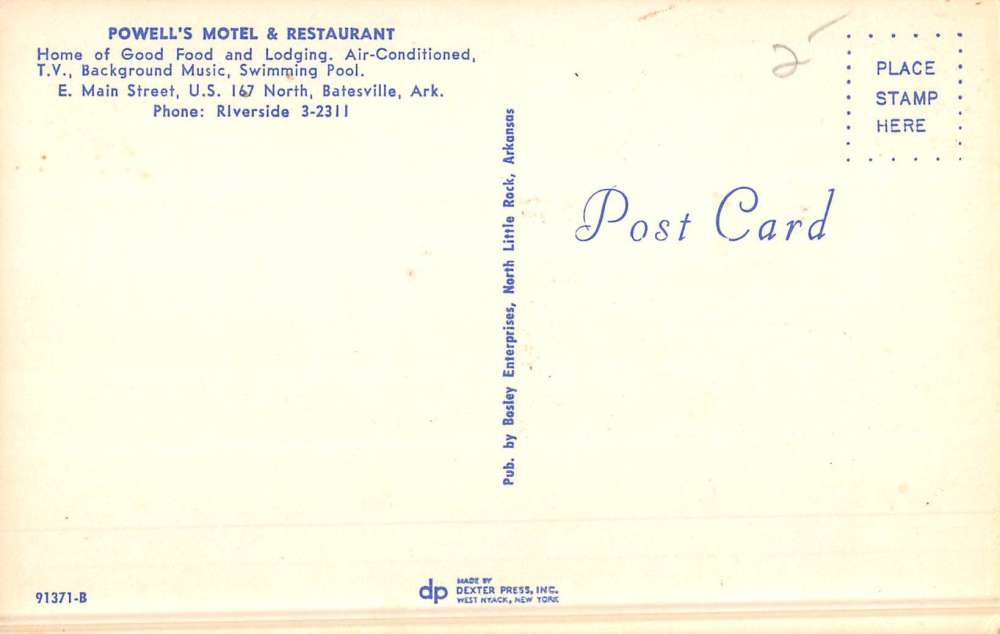 POWELL'S MOTEL & RESTAURANT
Home of Good Food and Lodging. Air-Conditioned,
T.V., Background Music, Swimming Pool.
E. Main Street, U.S. 167 North, Batesville, Ark.
Phone: RIverside 3-2311
2-
PLACE
STAMP
HERE
Pub. by Bosley Enterprises, North Little Rock, Arkansas
Post Card
91371-B
dp
MADE BY
DEXTER PRESS, INC.
WEST NYACK, NEW YORK